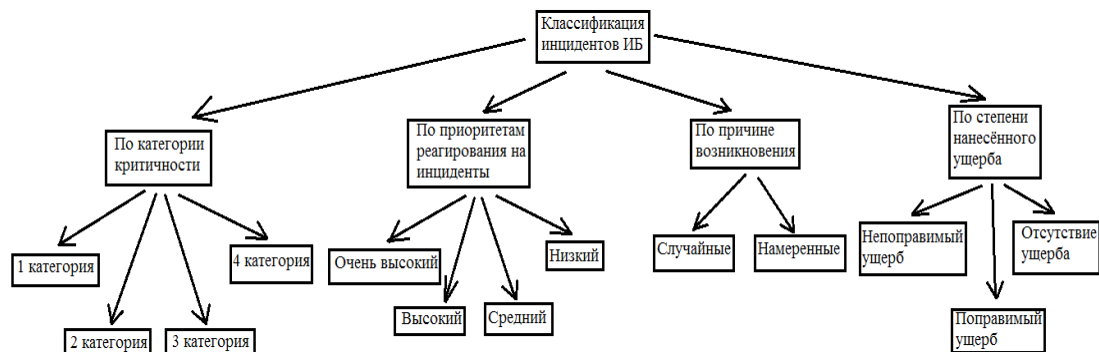 Классификация
инцидентов ИБ
По категории
критичности
По приоритетам
реагирования на
инциденты
По причине
возникновения
По степени
нанесённого
ущерба
1 категория
2 категория
3 категория
4 категория
Очень высокий
Высокий
Средний
Низкий
Случайные
Намеренные
Непоправимый
ущерб
Поправимый
ущерб
Отсутствие
ущерба